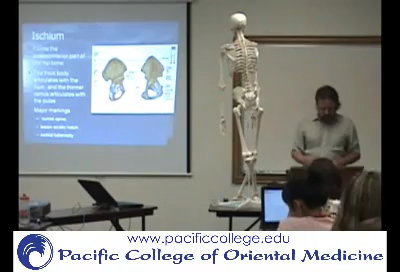 Ischium
Forms the posteroinferior part of the hip bone
The thick body articulates with the ilium, and the thinner ramus articulates with the pubis
Major markings
ischial spine
lesser sciatic notch
ischial tuberosity
www.pacificcollege.edu
Pacific College of Oriental Medicine